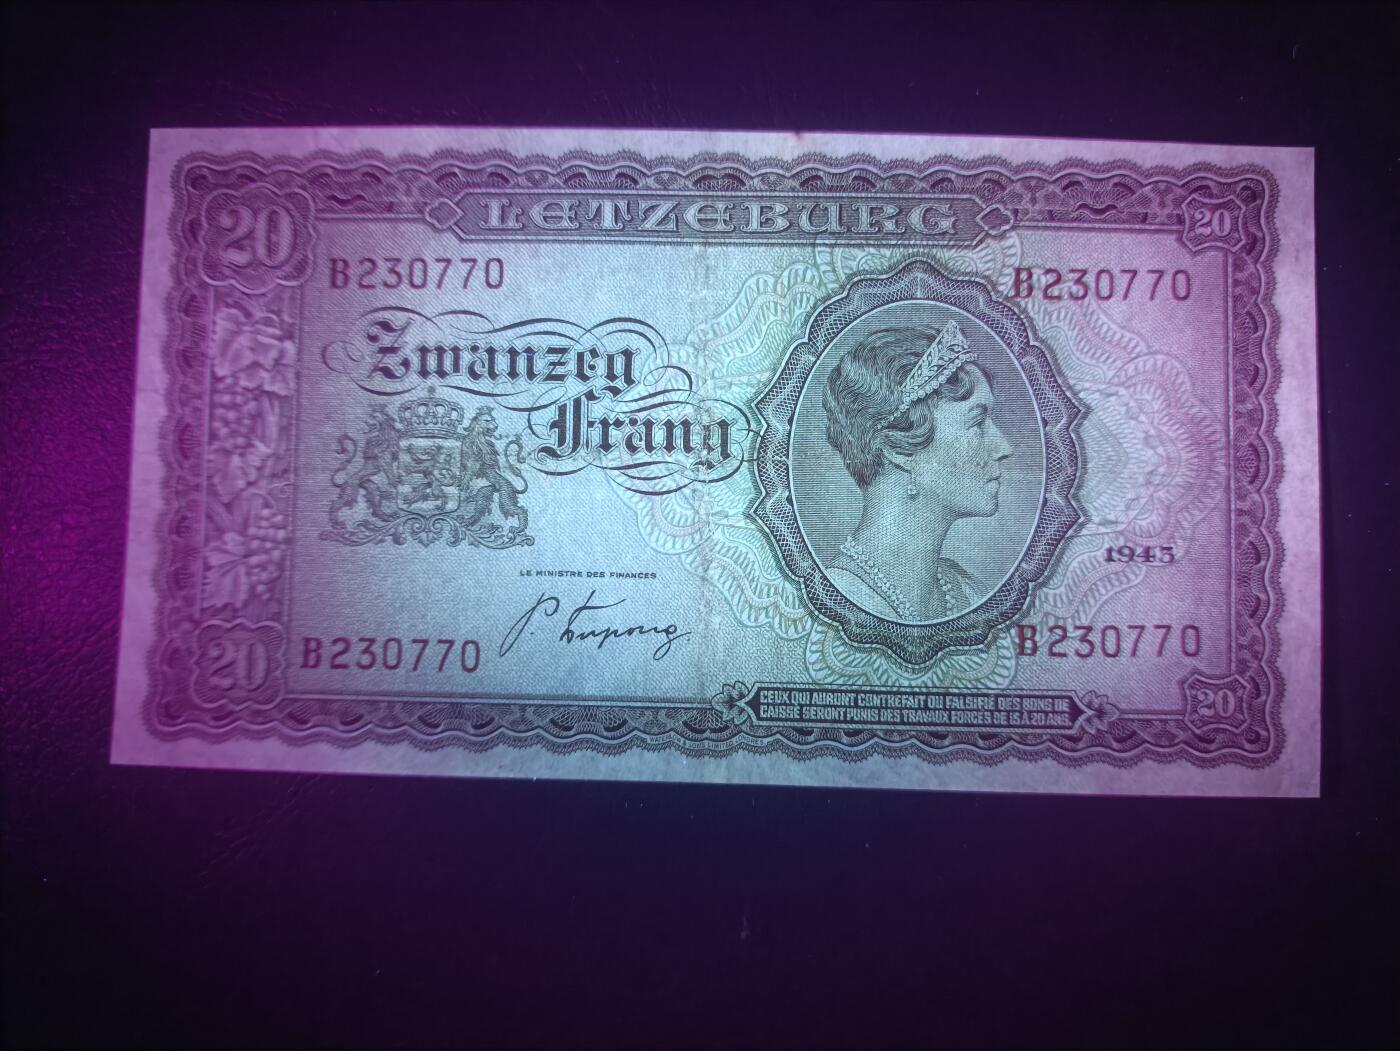 20 LETZEBURG 20
B230770 B230770
Zwanzeg
Frang
1943
LE MINISTRE DES FINANCES
P. Dupong
B230770 B230770
20 20
CEUX QUI AURONT CONTREFAIT OU FALSIFIÉ DES BONS DE
CAISSE SERONT PUNIS DES TRAVAUX FORCÉS DE 15 À 20 ANS.